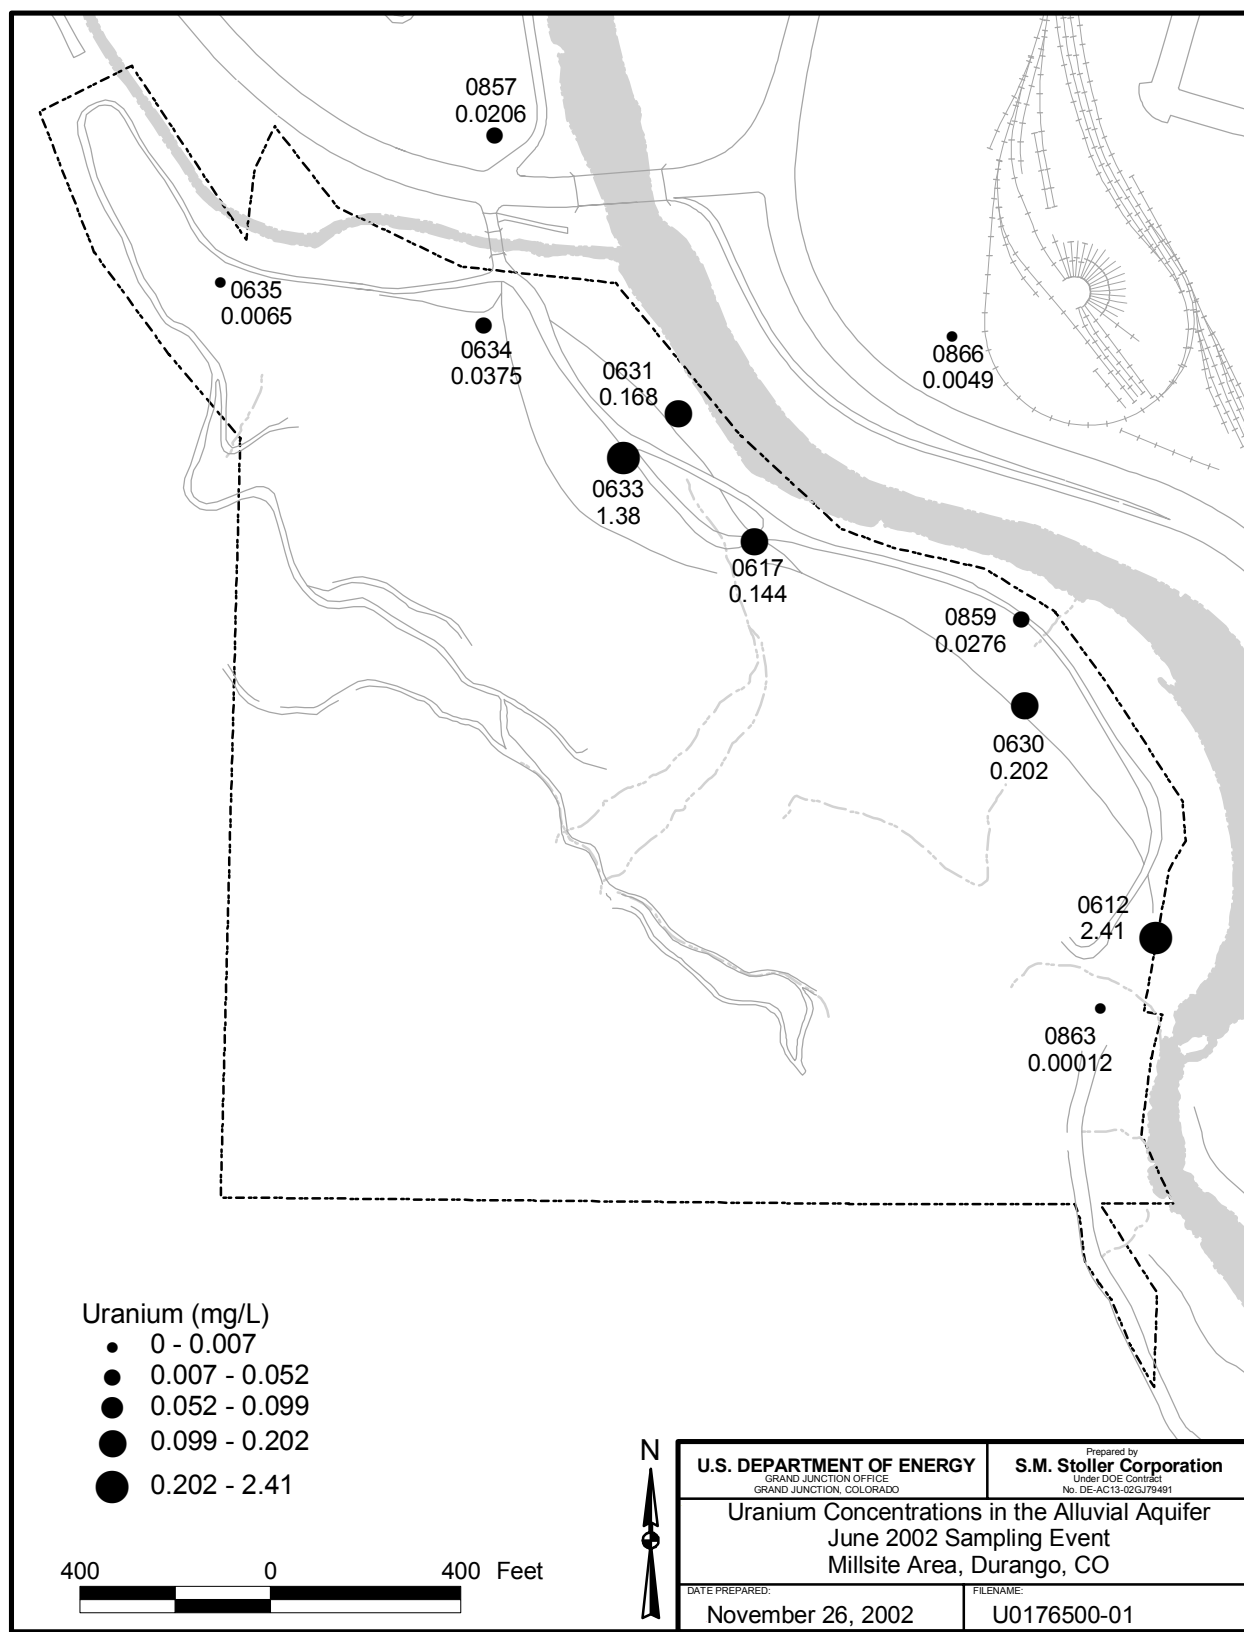 0857
0.0206
0635
0.0065
0634
0.0375
0631
0.168
0866
0.0049
0633
1.38
0617
0.144
0859
0.0276
0630
0.202
0612
2.41
0863
0.00012
Uranium (mg/L)
0 - 0.007
0.007 - 0.052
0.052 - 0.099
0.099 - 0.202
0.202 - 2.41
400 0 400 Feet
N
U.S. DEPARTMENT OF ENERGY
GRAND JUNCTION OFFICE
GRAND JUNCTION, COLORADO
Prepared by
S.M. Stoller Corporation
Under DOE Contract
No. DE-AC13-02GJ79491
Uranium Concentrations in the Alluvial Aquifer
June 2002 Sampling Event
Millsite Area, Durango, CO
DATE PREPARED:
November 26, 2002
FILENAME:
U0176500-01